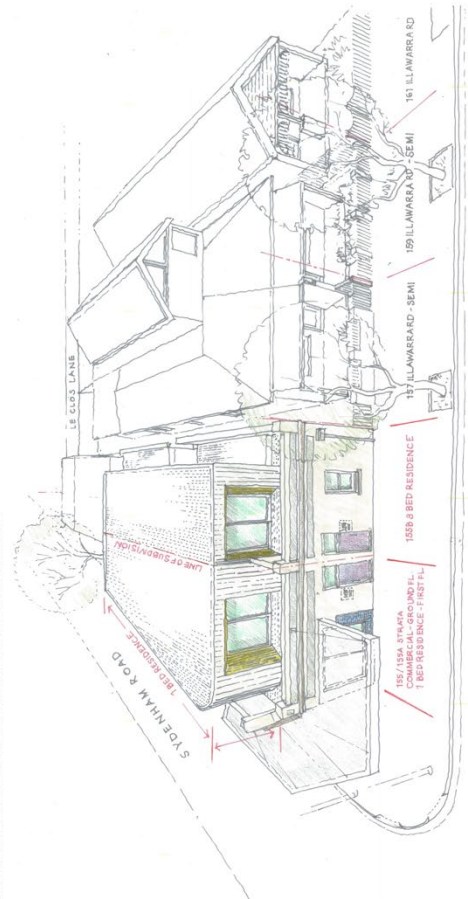 LE CLOS LANE
SYDENHAM ROAD
1 BED RESIDENCE
LINE OF SUBDIVISION
155 / 155A STRATA
COMMERCIAL - GROUND FL.
1 BED RESIDENCE - FIRST FL.
155B 3 BED RESIDENCE
157 ILLAWARRA RD - SEMI
159 ILLAWARRA RD - SEMI
161 ILLAWARRA RD